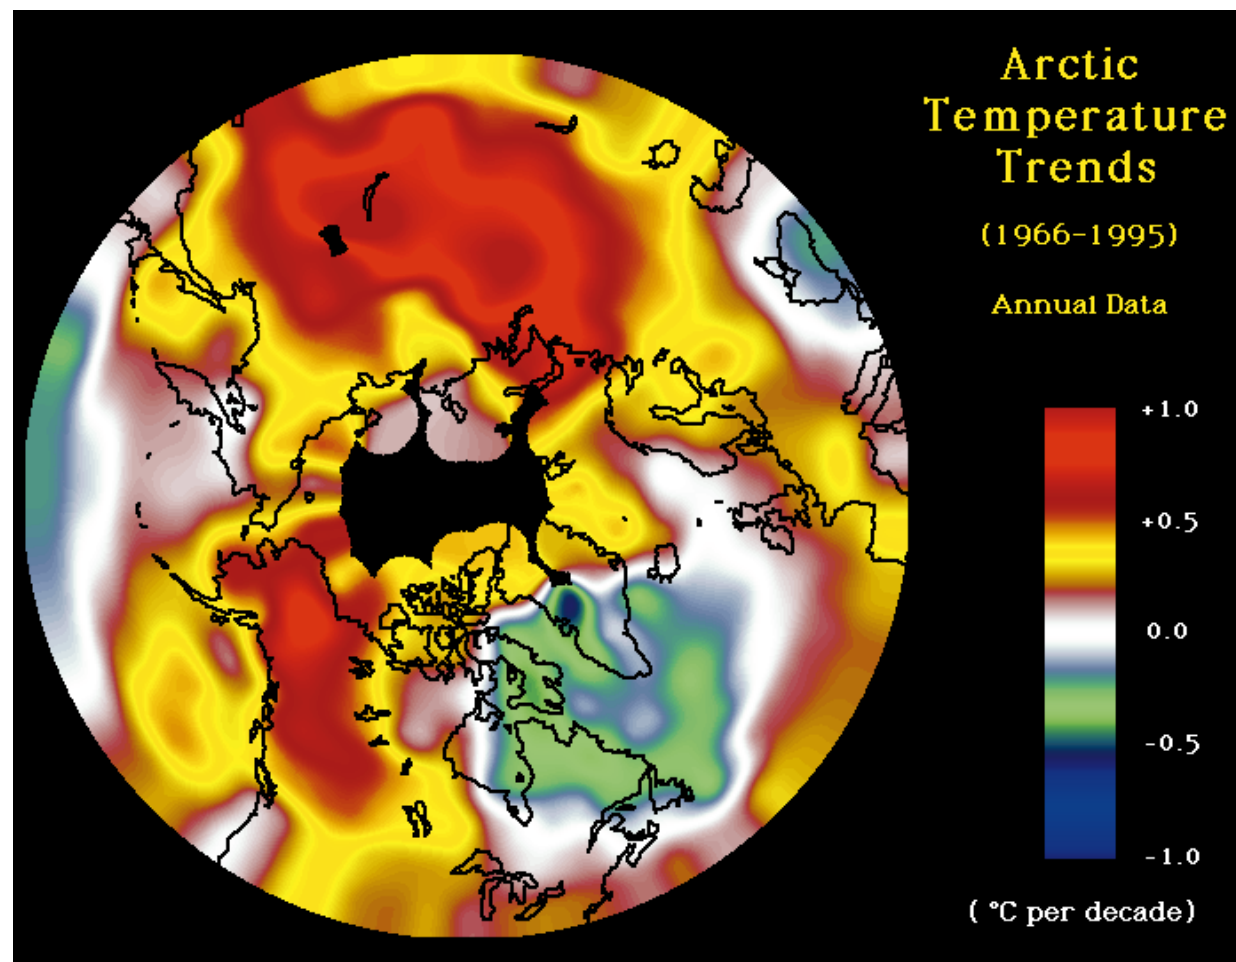 Arctic
Temperature
Trends
(1966-1995)
Annual Data
+1.0
+0.5
0.0
-0.5
-1.0
( °C per decade)